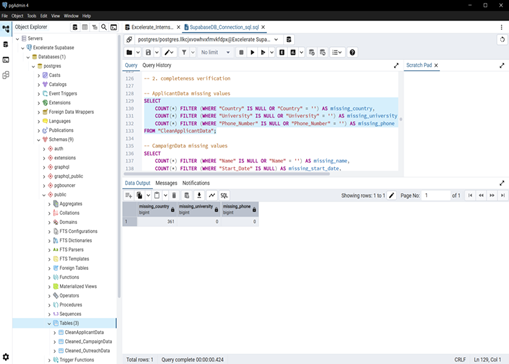 pgAdmin 4
File Object Tools Edit View Window Help
Object Explorer
Excelerate_Interns...
SupabaseDB_Connection_sql.sql
Servers
Excelerate Supabase
Databases (1)
postgres
Casts
Catalogs
Event Triggers
Extensions
Foreign Data Wrappers
Languages
Publications
Schemas (9)
auth
extensions
graphql
graphql_public
pgbouncer
public
Aggregates
Collations
Domains
FTS Configurations
FTS Dictionaries
FTS Parsers
FTS Templates
Foreign Tables
Functions
Materialized Views
Operators
Procedures
Sequences
Tables (3)
CleanApplicantData
Cleaned_CampaignData
Cleaned_OutreachData
Trigger Functions
No limit
Query Query History
Scratch Pad
126 -- 2. completeness verification
127
128 -- ApplicantData missing values
129 SELECT
130 COUNT(*) FILTER (WHERE "Country" IS NULL OR "Country" = '') AS missing_country,
131 COUNT(*) FILTER (WHERE "University" IS NULL OR "University" = '') AS missing_university
132 COUNT(*) FILTER (WHERE "Phone_Number" IS NULL OR "Phone_Number" = '') AS missing_phone
133 FROM "CleanApplicantData";
134
135 -- CampaignData missing values
136 SELECT
137 COUNT(*) FILTER (WHERE "Name" IS NULL OR "Name" = '') AS missing_name,
138 COUNT(*) FILTER (WHERE "Start_Date" IS NULL) AS missing_start_date,
Data Output Messages Notifications
SQL
Showing rows: 1 to 1
Page No: 1 of 1
missing_country bigint
missing_university bigint
missing_phone bigint
1 361 0 0
Total rows: 1 Query complete 00:00:00.424
CRLF Ln 129, Col 1